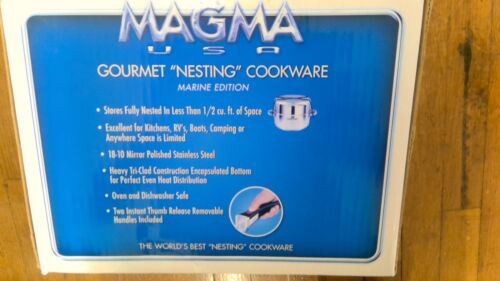 MAGMA
USA
GOURMET "NESTING" COOKWARE
MARINE EDITION
• Stores Fully Nested In Less Than 1/2 cu. ft. of Space
• Excellent for Kitchens, RV's, Boats, Camping or
Anywhere Space is Limited
• 18-10 Mirror Polished Stainless Steel
• Heavy Tri-Clad Construction Encapsulated Bottom
for Perfect Even Heat Distribution
• Oven and Dishwasher Safe
• Two Instant Thumb Release Removable
Handles Included
THE WORLD'S BEST "NESTING" COOKWARE